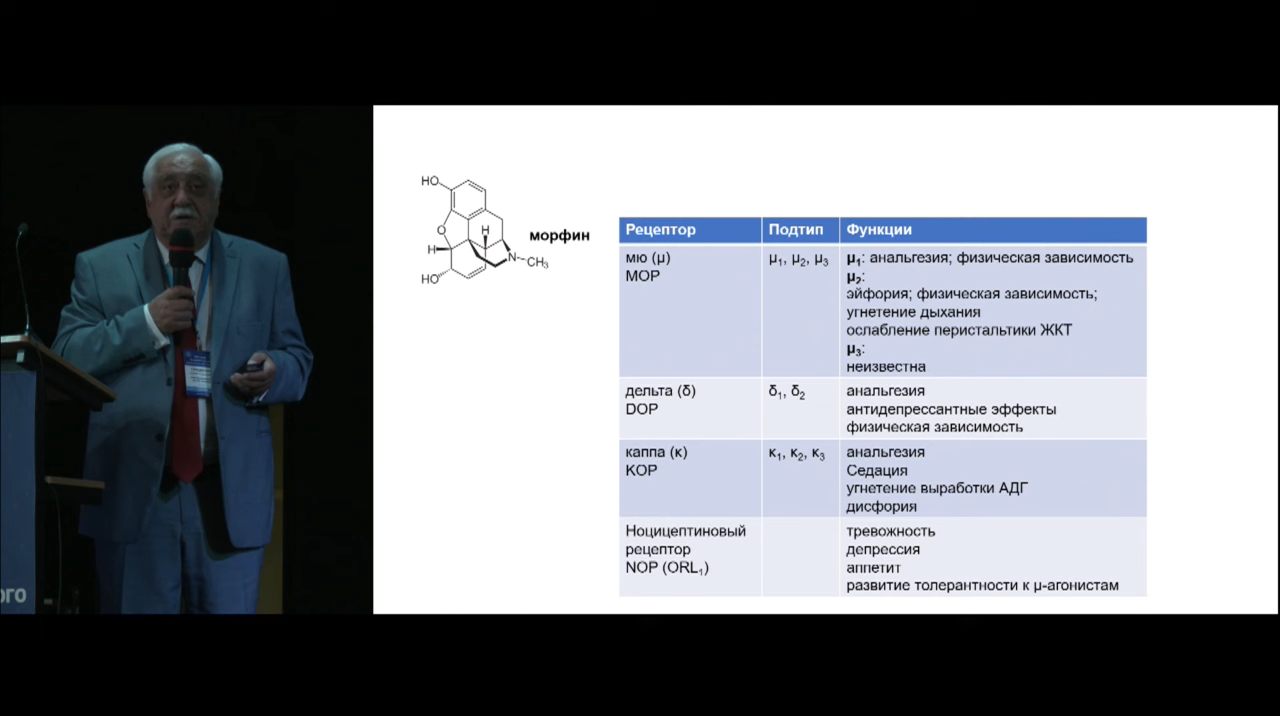 HO
O
H
H
N
CH₃
HO
морфин
Рецептор Подтип Функции
мю (μ)
MOP
μ₁, μ₂, μ₃
μ₁: анальгезия; физическая зависимость
μ₂:
эйфория; физическая зависимость;
угнетение дыхания
ослабление перистальтики ЖКТ
μ₃:
неизвестна
дельта (δ)
DOP
δ₁, δ₂
анальгезия
антидепрессантные эффекты
физическая зависимость
каппа (κ)
KOP
κ₁, κ₂, κ₃
анальгезия
Седация
угнетение выработки АДГ
дисфория
Ноцицептиновый
рецептор
NOP (ORL₁)
тревожность
депрессия
аппетит
развитие толерантности к μ-агонистам
ого